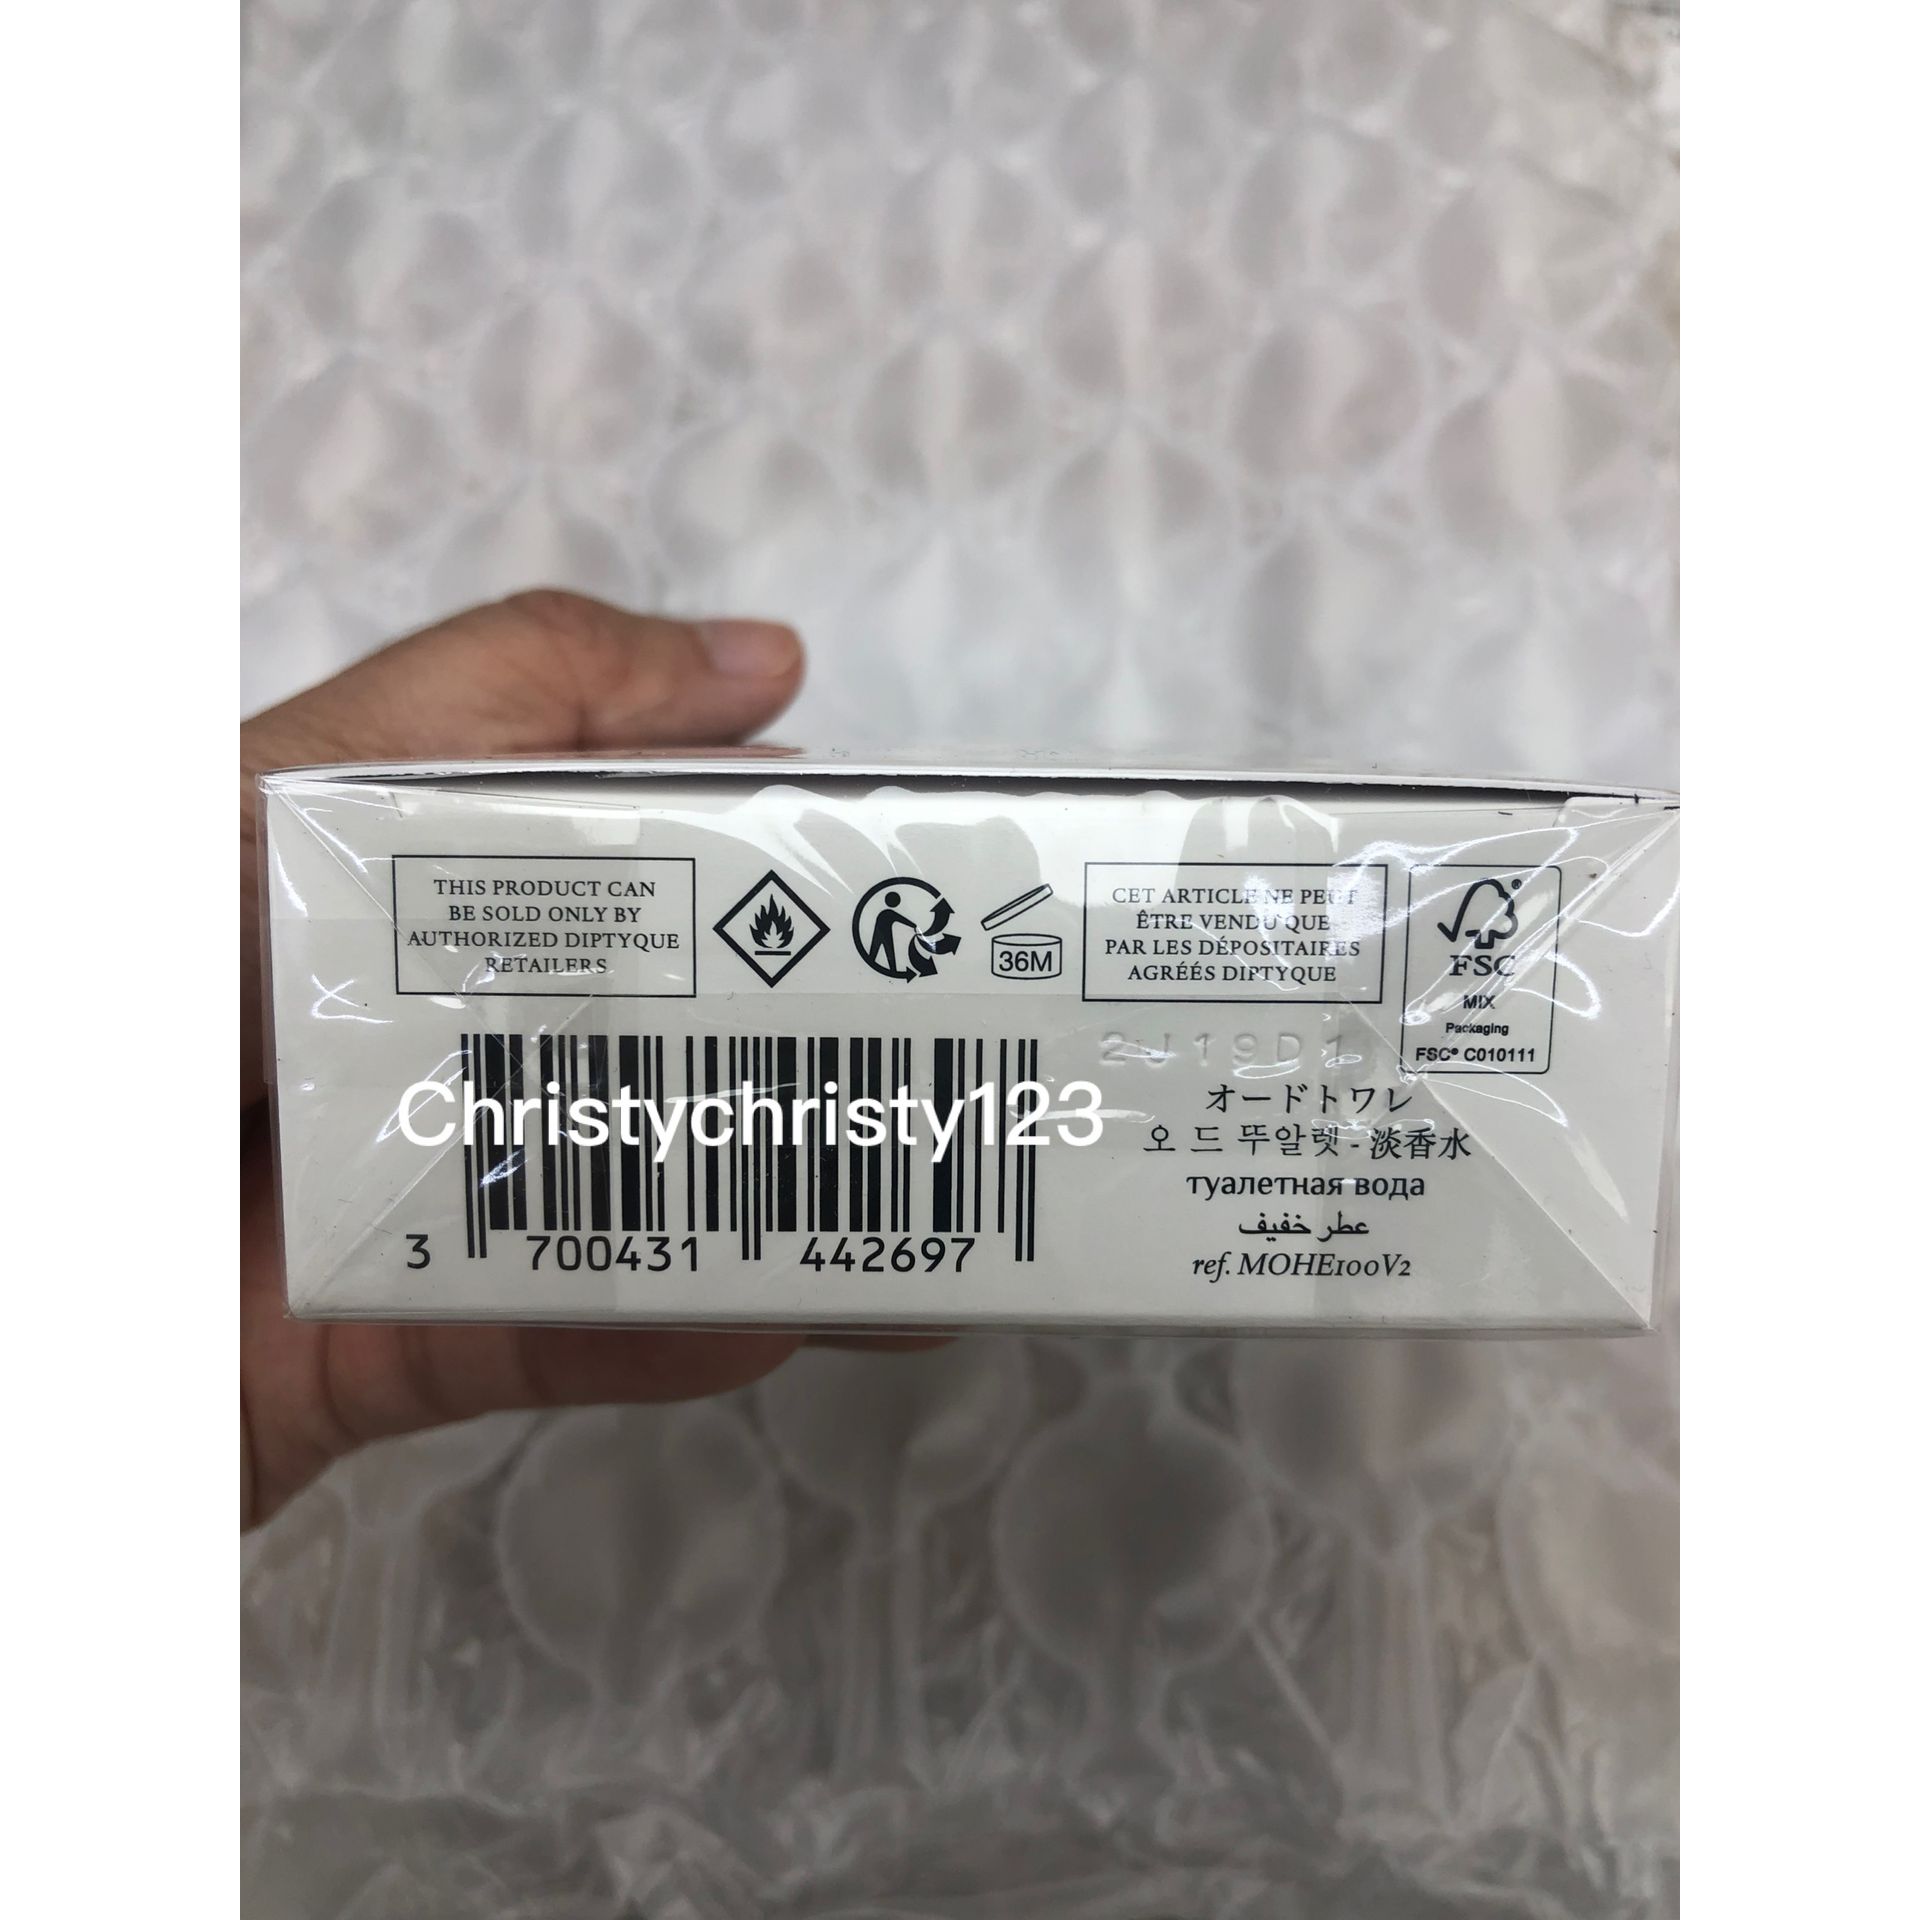 THIS PRODUCT CAN
BE SOLD ONLY BY
AUTHORIZED DIPTYQUE
RETAILERS
36M
CET ARTICLE NE PEUT
ÊTRE VENDU QUE
PAR LES DÉPOSITAIRES
AGRÉÉS DIPTYQUE
FSC®
MIX
Packaging
FSC® C010111
2J19D1
Christychristy123
3 700431 442697
オードトワレ
오 드 뚜알렛 - 淡香水
туалетная вода
عطر خفيف
ref. MOHE100V2